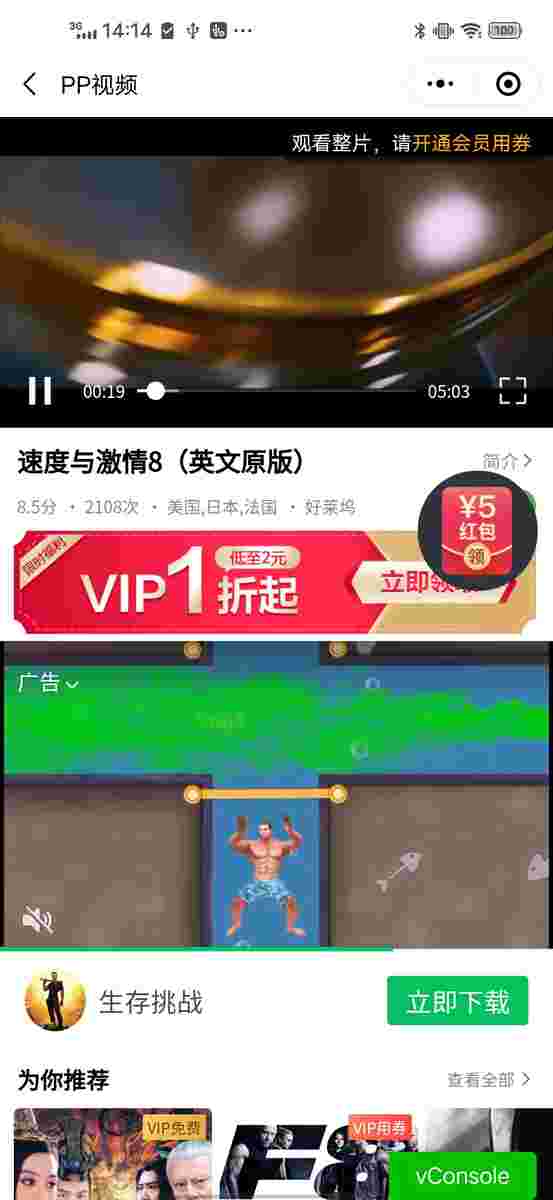 3G 14:14 100
PP视频
观看整片，请开通会员用券
00:19 05:03
速度与激情8（英文原版）
简介
8.5分 · 2108次 · 美国,日本,法国 · 好莱坞
¥5
红包
领
限时福利
VIP1折起
低至2元
立即领
广告
生存挑战
立即下载
为你推荐
查看全部
VIP免费
F8
VIP用券
vConsole